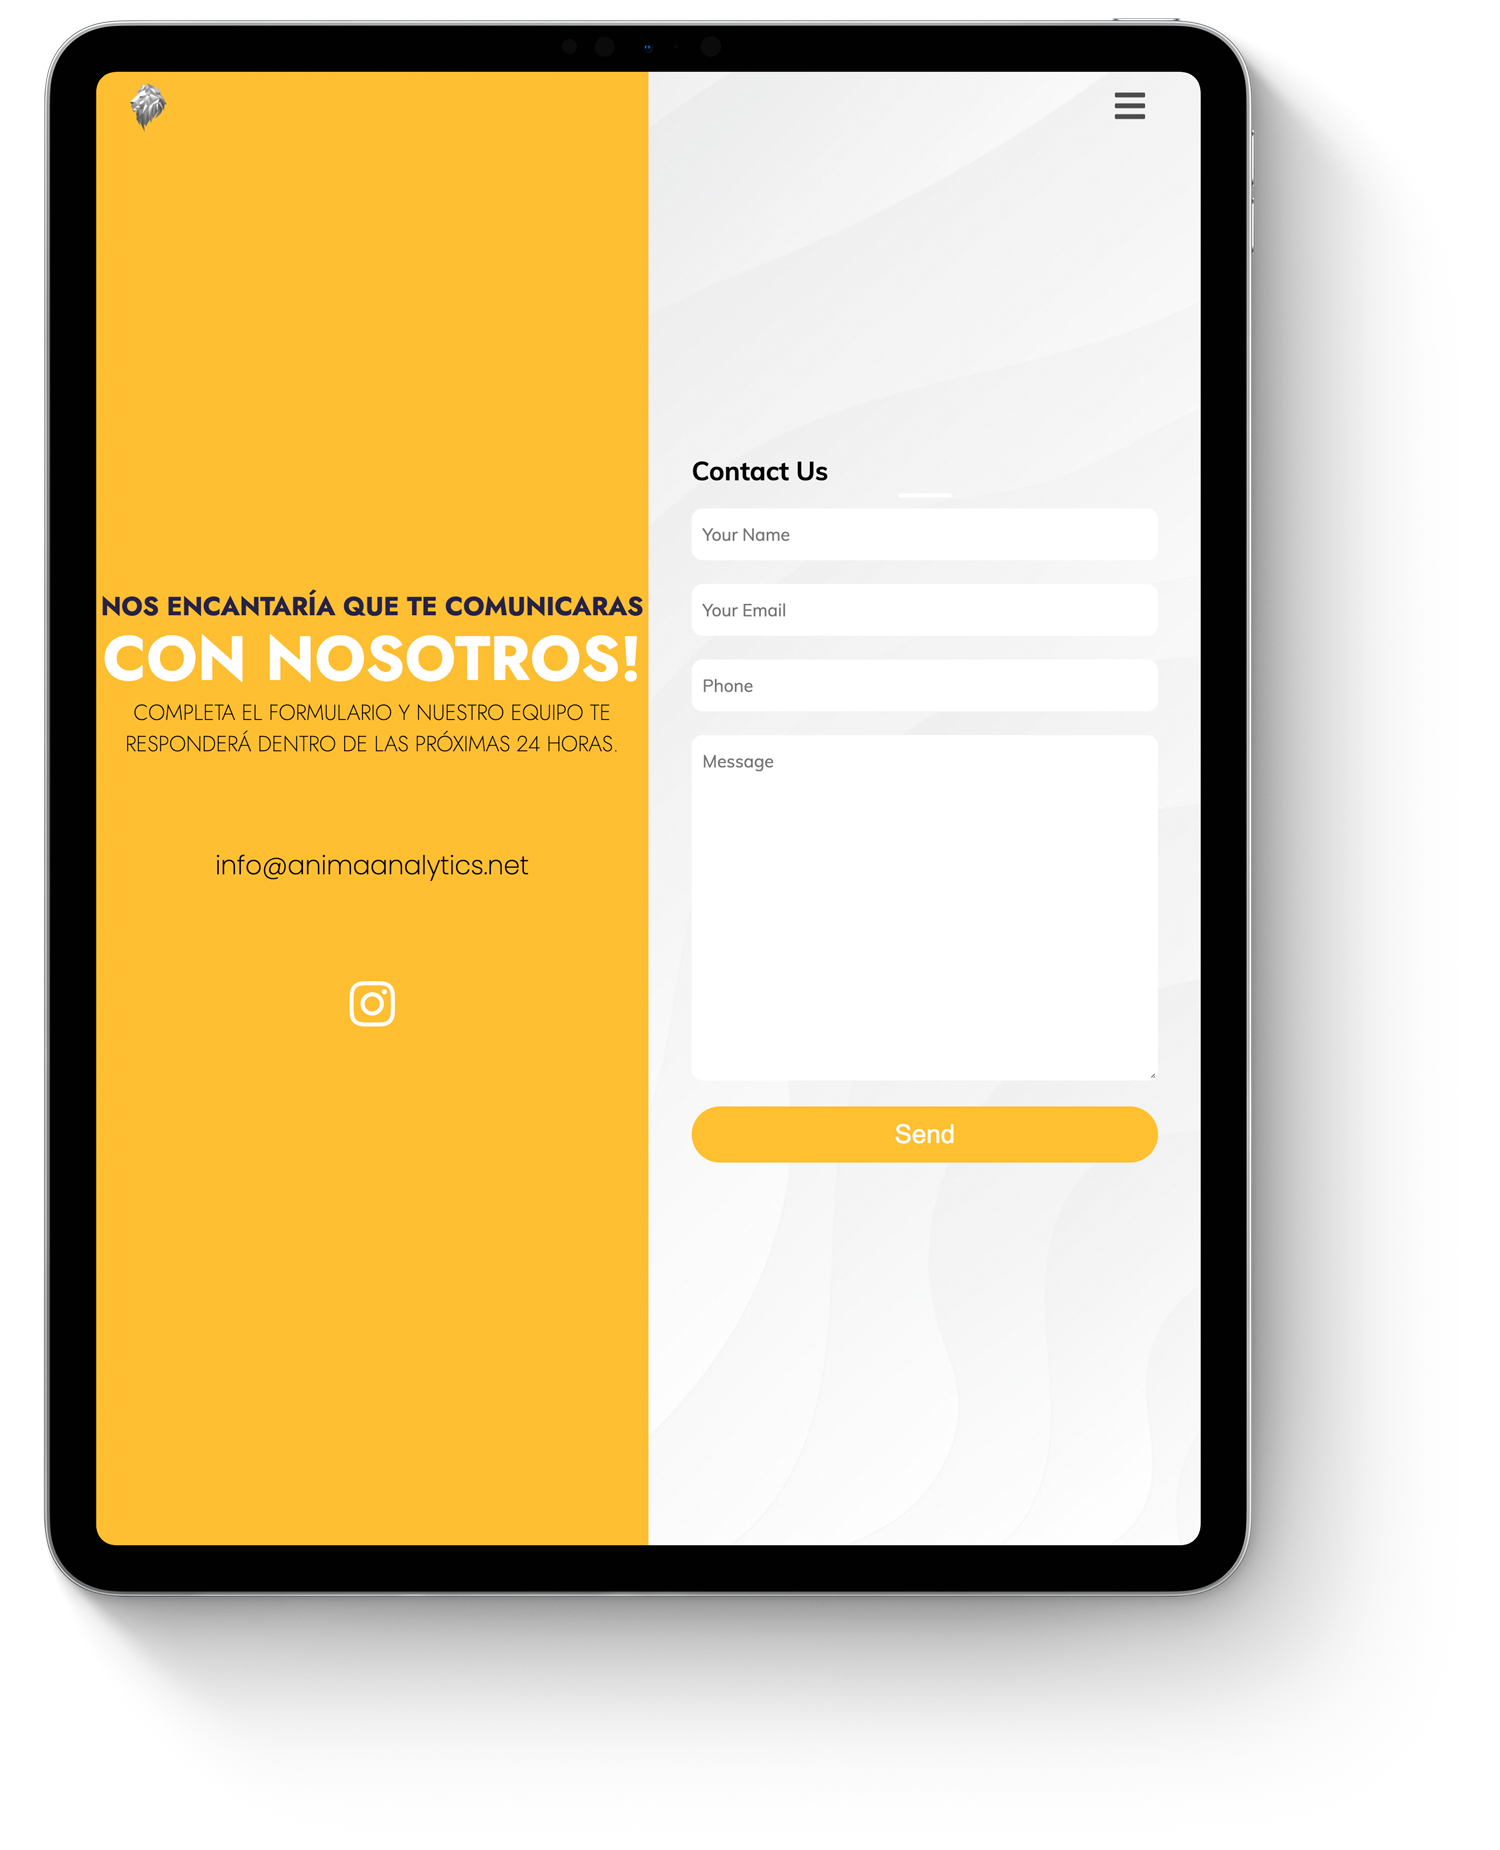 NOS ENCANTARÍA QUE TE COMUNICARAS
CON NOSOTROS!
COMPLETA EL FORMULARIO Y NUESTRO EQUIPO TE
RESPONDERÁ DENTRO DE LAS PRÓXIMAS 24 HORAS.
info@animaanalytics.net
Contact Us
Your Name
Your Email
Phone
Message
Send